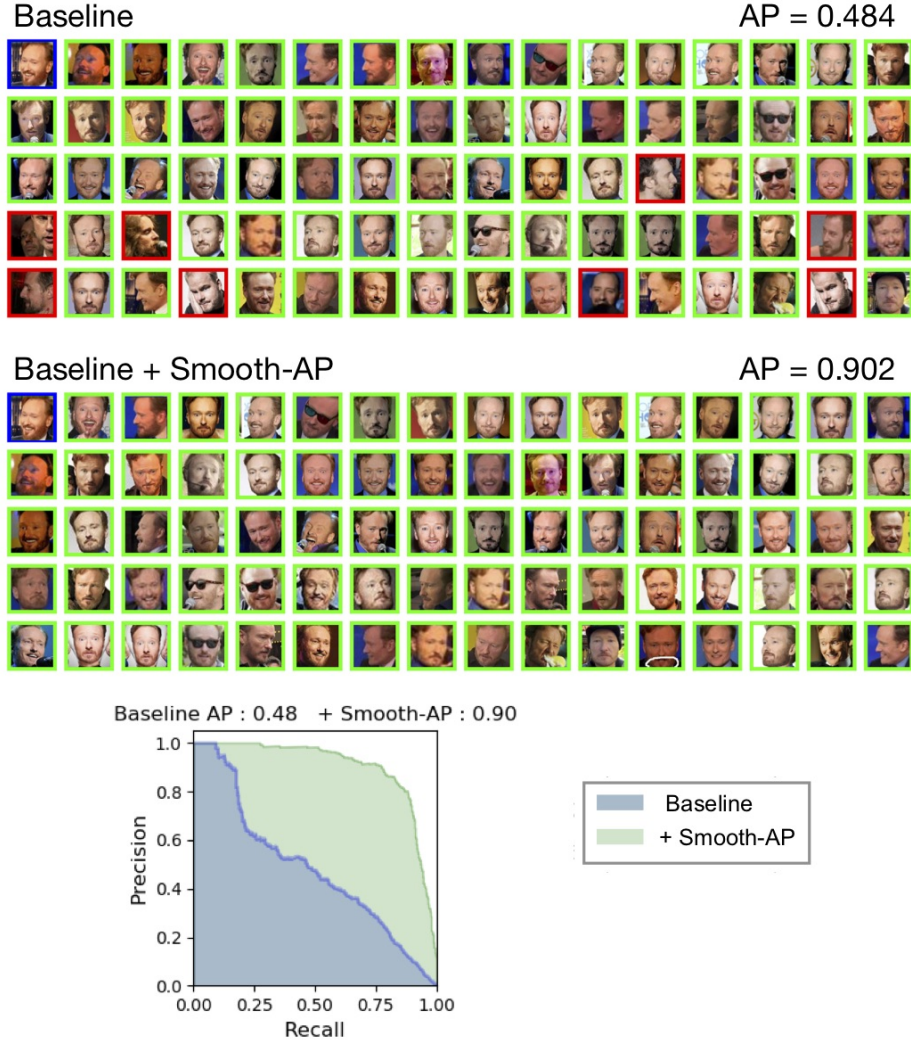 Baseline AP = 0.484
Baseline + Smooth-AP AP = 0.902
Baseline AP : 0.48 + Smooth-AP : 0.90
1.0
0.8
0.6
0.4
0.2
0.0
Precision
0.00 0.25 0.50 0.75 1.00
Recall
Baseline
+ Smooth-AP